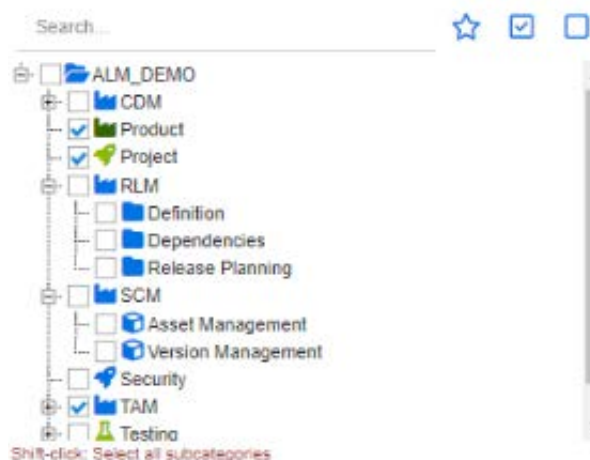 Search...
ALM_DEMO
CDM
Product
Project
RLM
Definition
Dependencies
Release Planning
SCM
Asset Management
Version Management
Security
TAM
Testing
Shift-click: Select all subcategories